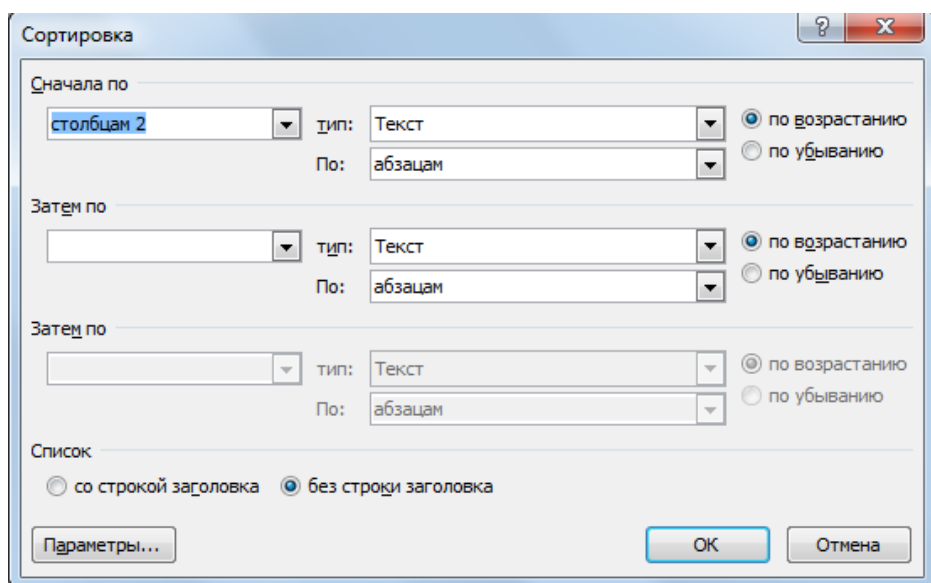 Сортировка
Сначала по
столбцам 2 тип: Текст по возрастанию
По: абзацам по убыванию
Затем по
тип: Текст по возрастанию
По: абзацам по убыванию
Затем по
тип: Текст по возрастанию
По: абзацам по убыванию
Список
со строкой заголовка без строки заголовка
Параметры... ОК Отмена